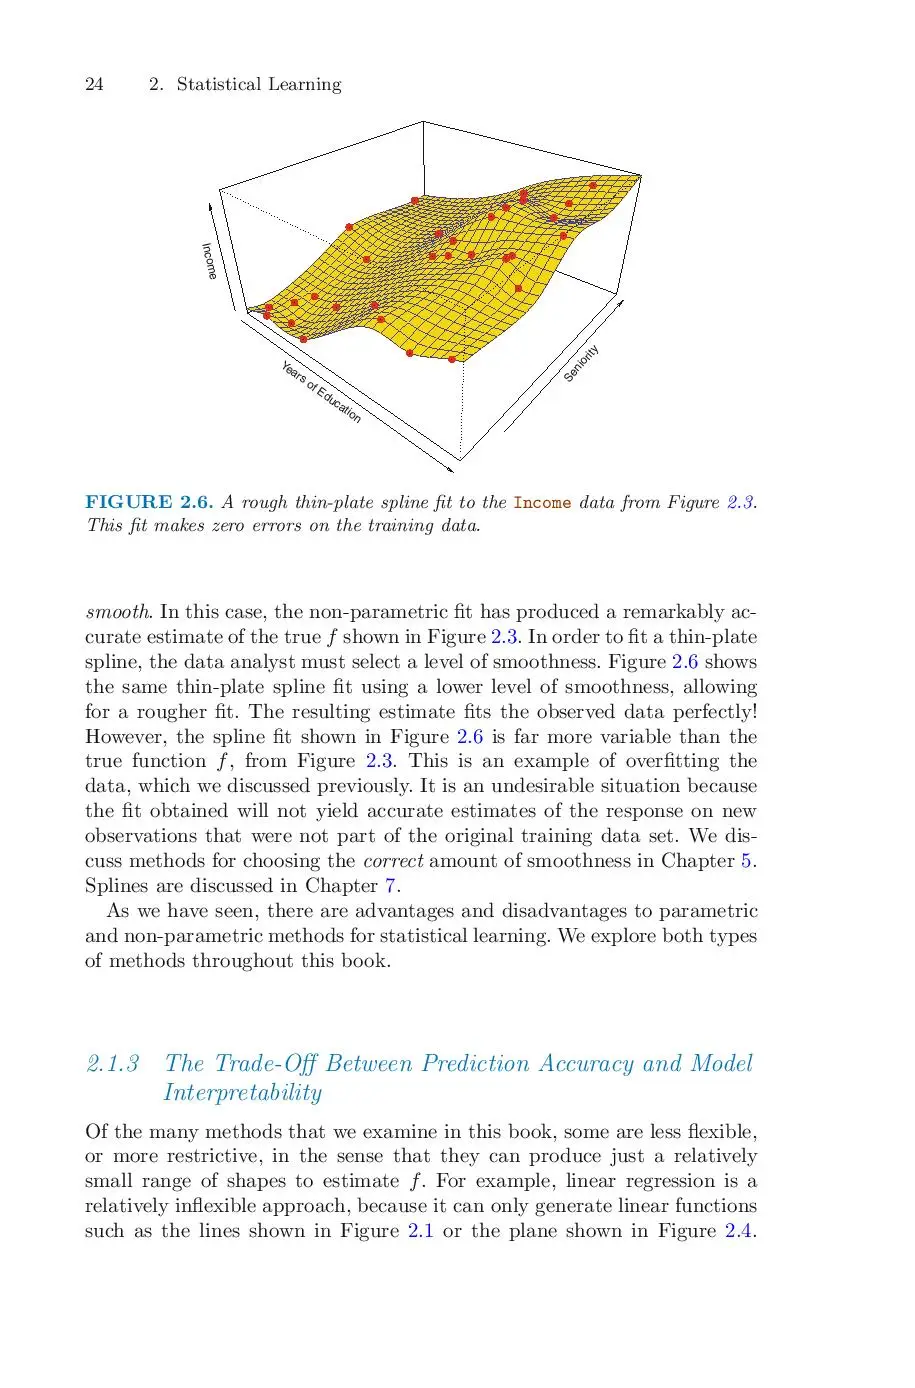 24 2. Statistical Learning
Income
Years of Education
Seniority
FIGURE 2.6. A rough thin-plate spline fit to the Income data from Figure 2.3.
This fit makes zero errors on the training data.
smooth. In this case, the non-parametric fit has produced a remarkably ac-
curate estimate of the true f shown in Figure 2.3. In order to fit a thin-plate
spline, the data analyst must select a level of smoothness. Figure 2.6 shows
the same thin-plate spline fit using a lower level of smoothness, allowing
for a rougher fit. The resulting estimate fits the observed data perfectly!
However, the spline fit shown in Figure 2.6 is far more variable than the
true function f, from Figure 2.3. This is an example of overfitting the
data, which we discussed previously. It is an undesirable situation because
the fit obtained will not yield accurate estimates of the response on new
observations that were not part of the original training data set. We dis-
cuss methods for choosing the correct amount of smoothness in Chapter 5.
Splines are discussed in Chapter 7.
As we have seen, there are advantages and disadvantages to parametric
and non-parametric methods for statistical learning. We explore both types
of methods throughout this book.
2.1.3 The Trade-Off Between Prediction Accuracy and Model
Interpretability
Of the many methods that we examine in this book, some are less flexible,
or more restrictive, in the sense that they can produce just a relatively
small range of shapes to estimate f. For example, linear regression is a
relatively inflexible approach, because it can only generate linear functions
such as the lines shown in Figure 2.1 or the plane shown in Figure 2.4.